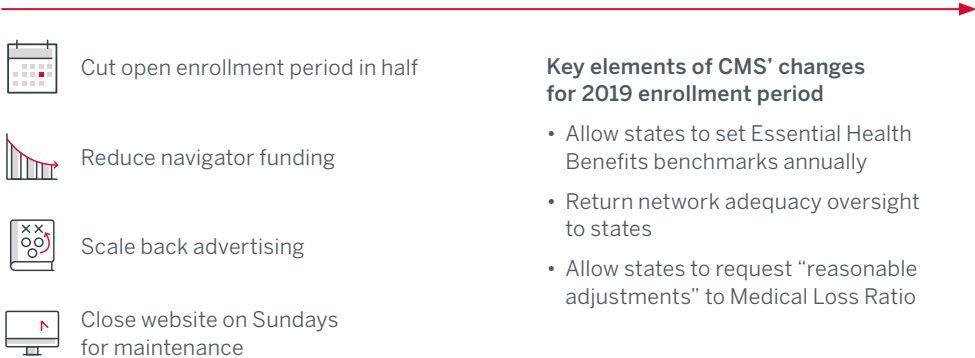 Cut open enrollment period in half
Reduce navigator funding
Scale back advertising
Close website on Sundays
for maintenance
Key elements of CMS’ changes
for 2019 enrollment period
• Allow states to set Essential Health
Benefits benchmarks annually
• Return network adequacy oversight
to states
• Allow states to request “reasonable
adjustments” to Medical Loss Ratio